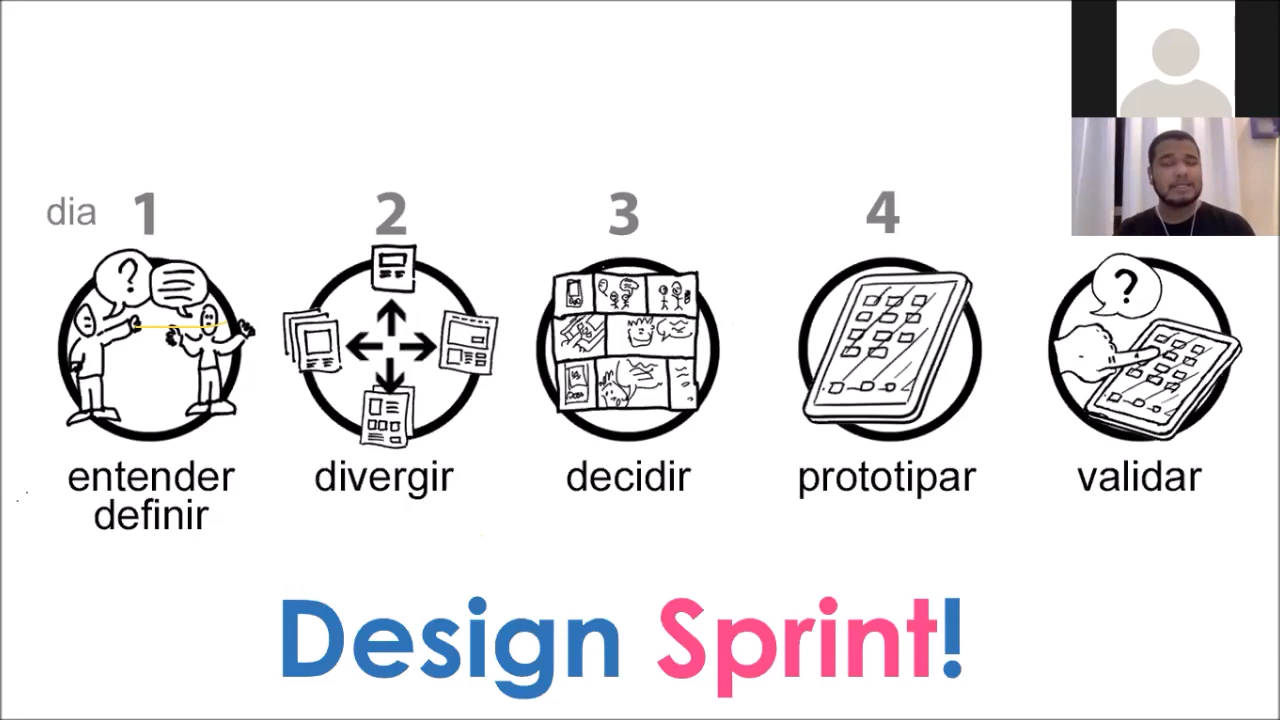 dia 1 2 3 4
? ?
entender divergir decidir prototipar validar
definir
Design Sprint!